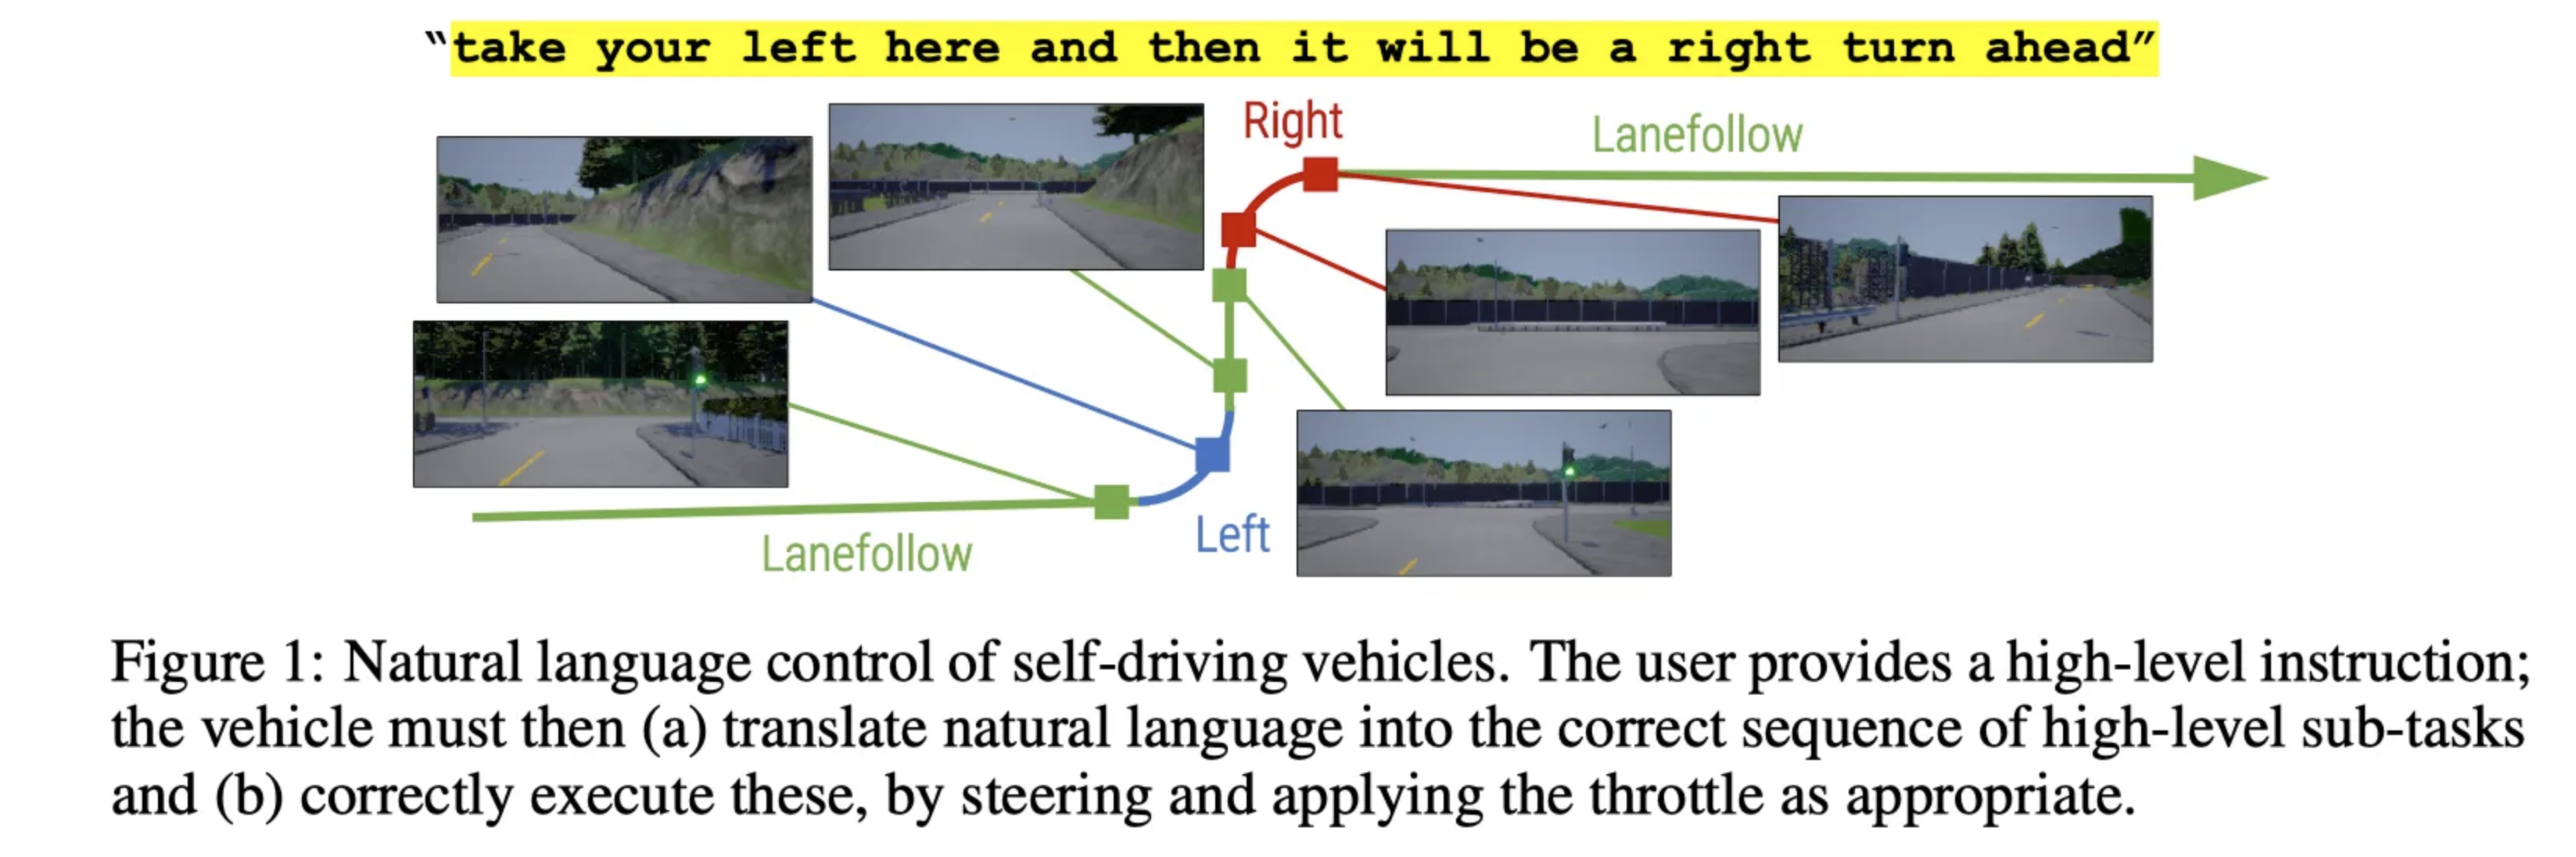 “take your left here and then it will be a right turn ahead”
Right
Lanefollow
Left
Lanefollow
Figure 1: Natural language control of self-driving vehicles. The user provides a high-level instruction;
the vehicle must then (a) translate natural language into the correct sequence of high-level sub-tasks
and (b) correctly execute these, by steering and applying the throttle as appropriate.